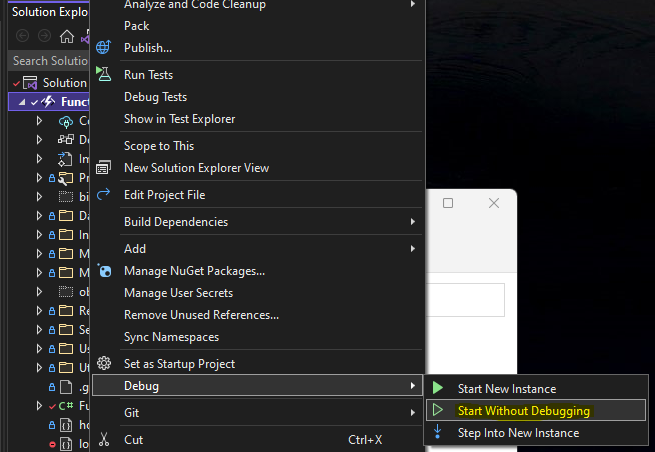 Solution Explo
Search Solutio
Solution
Funct
Co
De
Im
Pr
bi
Da
In
M
M
ob
Re
Se
Us
Ut
.g
C# Fu
ho
lo
Analyze and Code Cleanup
Pack
Publish...
Run Tests
Debug Tests
Show in Test Explorer
Scope to This
New Solution Explorer View
Edit Project File
Build Dependencies
Add
Manage NuGet Packages...
Manage User Secrets
Remove Unused References...
Sync Namespaces
Set as Startup Project
Debug
Git
Cut Ctrl+X
Start New Instance
Start Without Debugging
Step Into New Instance